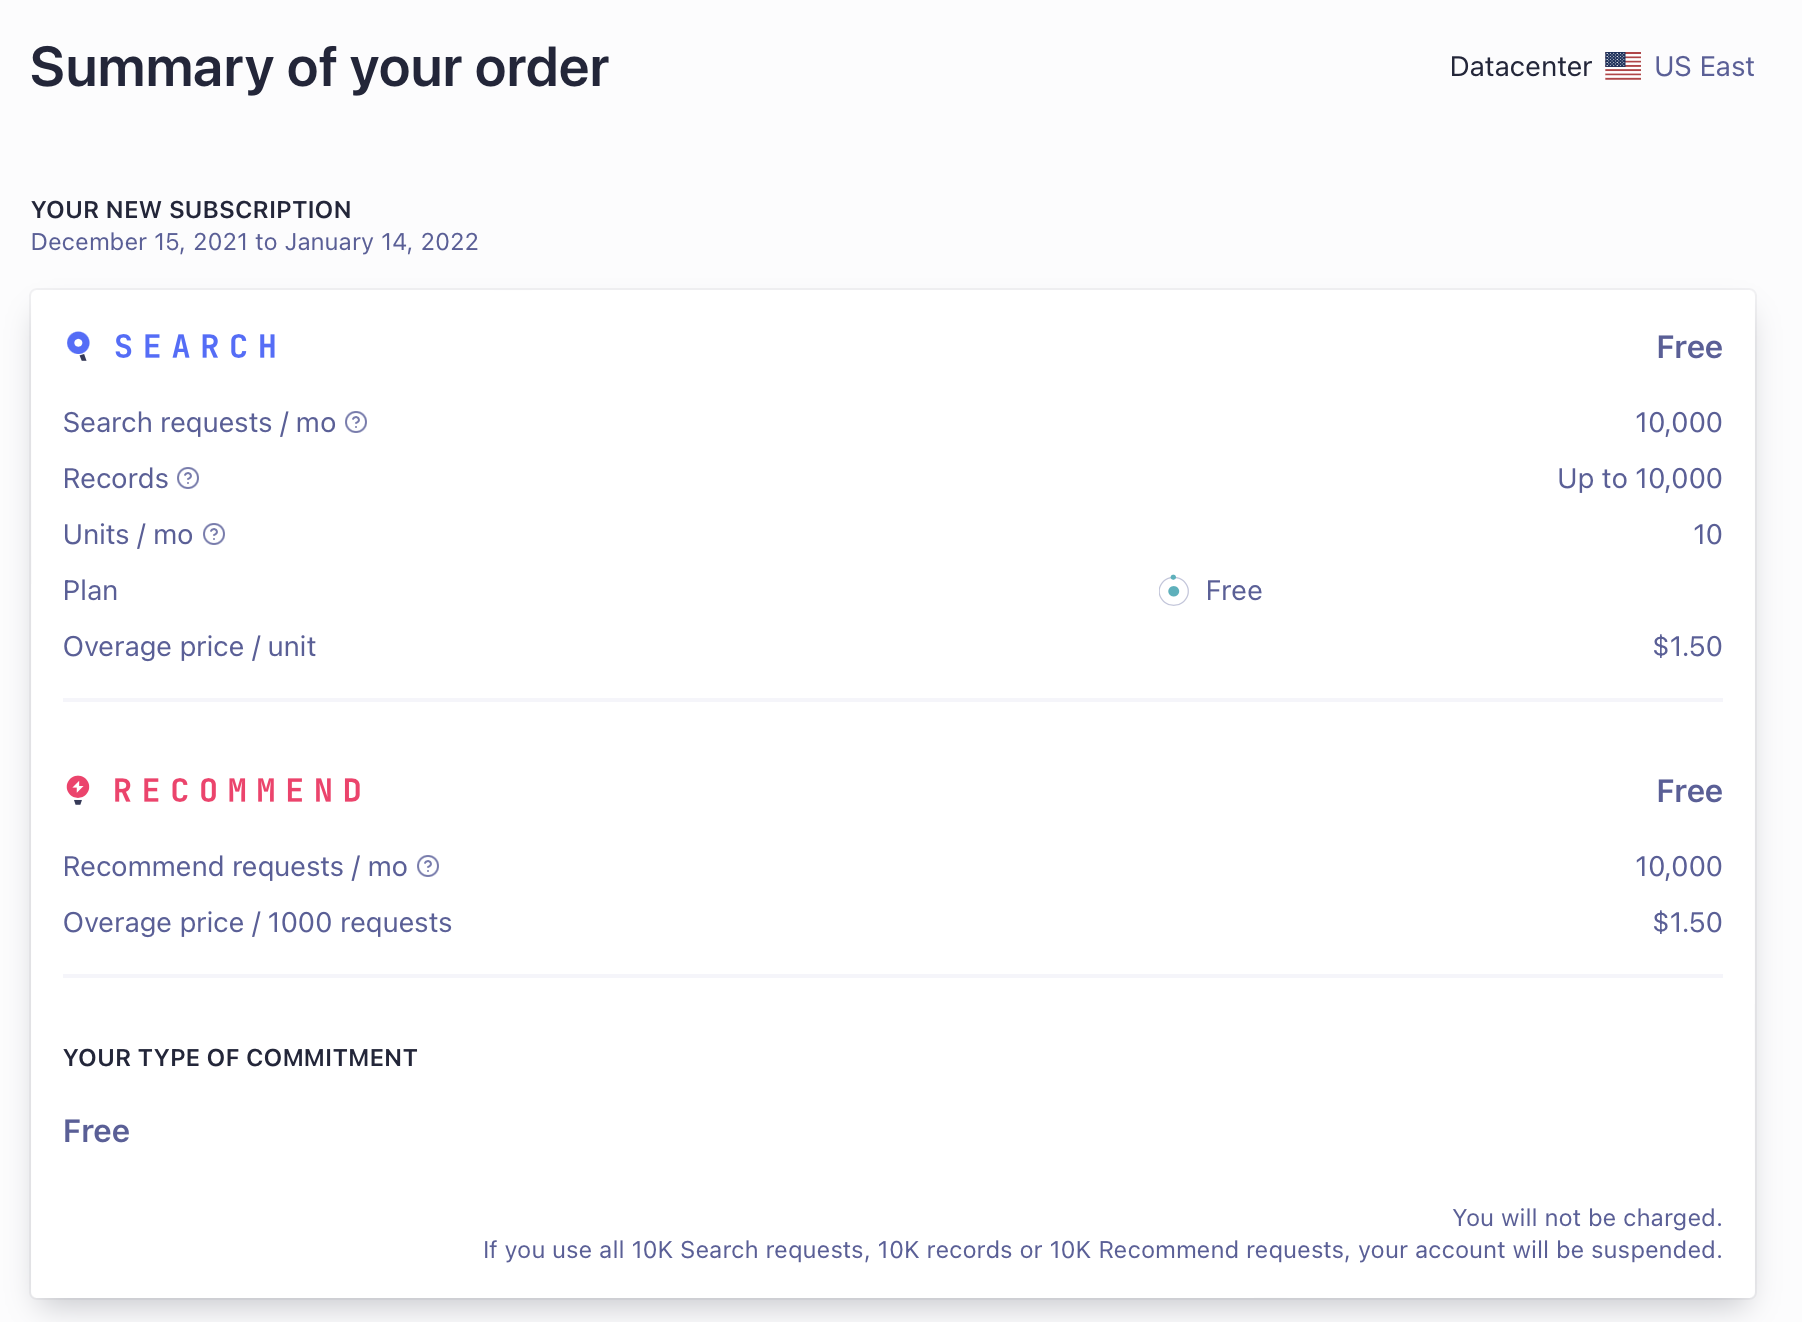 Summary of your order
Datacenter US East
YOUR NEW SUBSCRIPTION
December 15, 2021 to January 14, 2022
SEARCH Free
Search requests / mo ? 10,000
Records ? Up to 10,000
Units / mo ? 10
Plan Free
Overage price / unit $1.50
RECOMMEND Free
Recommend requests / mo ? 10,000
Overage price / 1000 requests $1.50
YOUR TYPE OF COMMITMENT
Free
You will not be charged.
If you use all 10K Search requests, 10K records or 10K Recommend requests, your account will be suspended.